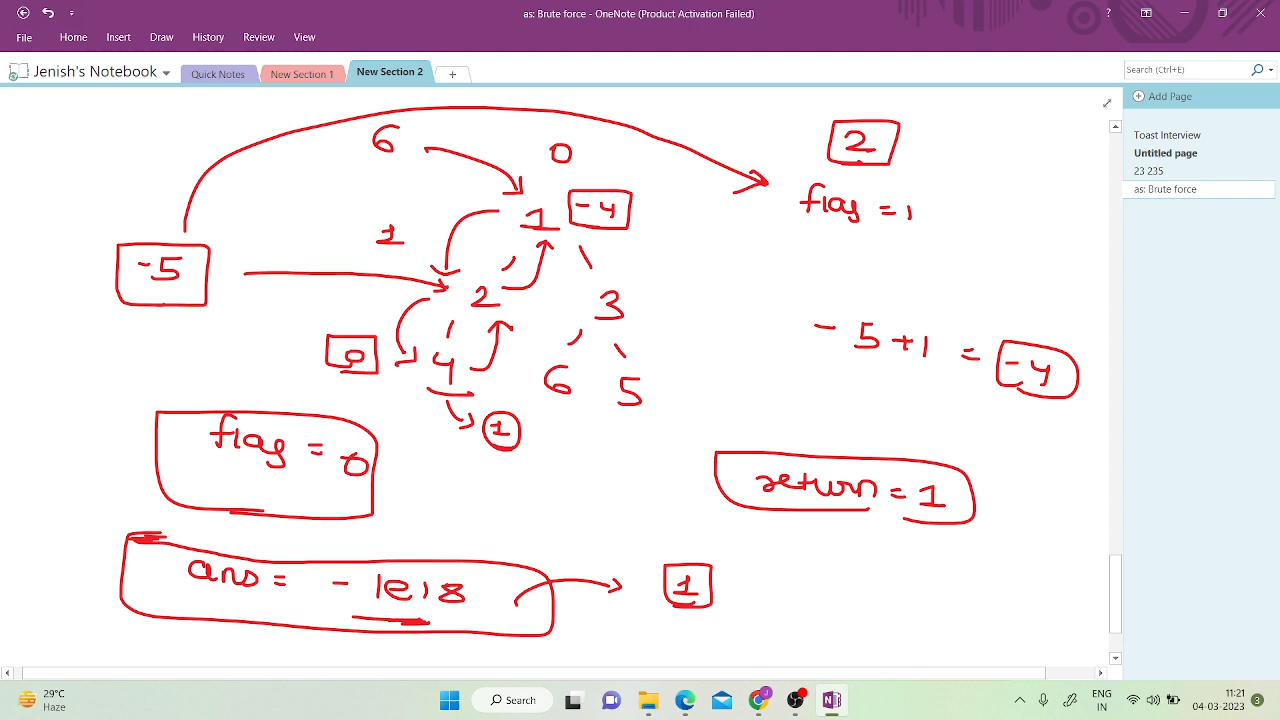 as: Brute force - OneNote (Product Activation Failed)
File Home Insert Draw History Review View
Jenish's Notebook Quick Notes New Section 1 New Section 2
Search (Ctrl+E)
Add Page
Toast Interview
Untitled page
23 235
as: Brute force
6
0
2
1
-4
flag = 1
1
-5
2
3
0
4
6
5
- 5 + 1 = -4
1
flag = 0
return = 1
ans = - 1e18
1
29°C
Haze
Search
ENG
IN
11:21
04-03-2023
3